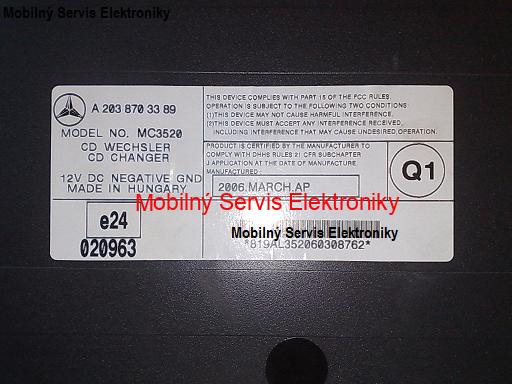 Mobilný Servis Elektroniky
A 203 870 33 89
MODEL NO. MC3520
CD WECHSLER
CD CHANGER
12V DC NEGATIVE GND
MADE IN HUNGARY
e24
020963
THIS DEVICE COMPLIES WITH PART 15 OF THE FCC RULES.
OPERATION IS SUBJECT TO THE FOLLOWING TWO CONDITIONS:
(1)THIS DEVICE MAY NOT CAUSE HARMFUL INTERFERENCE.
(2)THIS DEVICE MUST ACCEPT ANY INTERFERENCE RECEIVED,
INCLUDING INTERFERENCE THAT MAY CAUSE UNDESIRED OPERATION.
PRODUCT IS CERTIFIED BY THE MANUFACTURER TO
COMPLY WITH DHHS RULES 21 CFR SUBCHAPTER
J APPLICATION AT THE DATE OF MANUFACTURE.
MANUFACTURED :
2006.MARCH.AP
Q1
Mobilný Servis Elektroniky
Mobilný Servis Elektroniky
*819AL352060308762*
Mobilný Servis Elektroniky